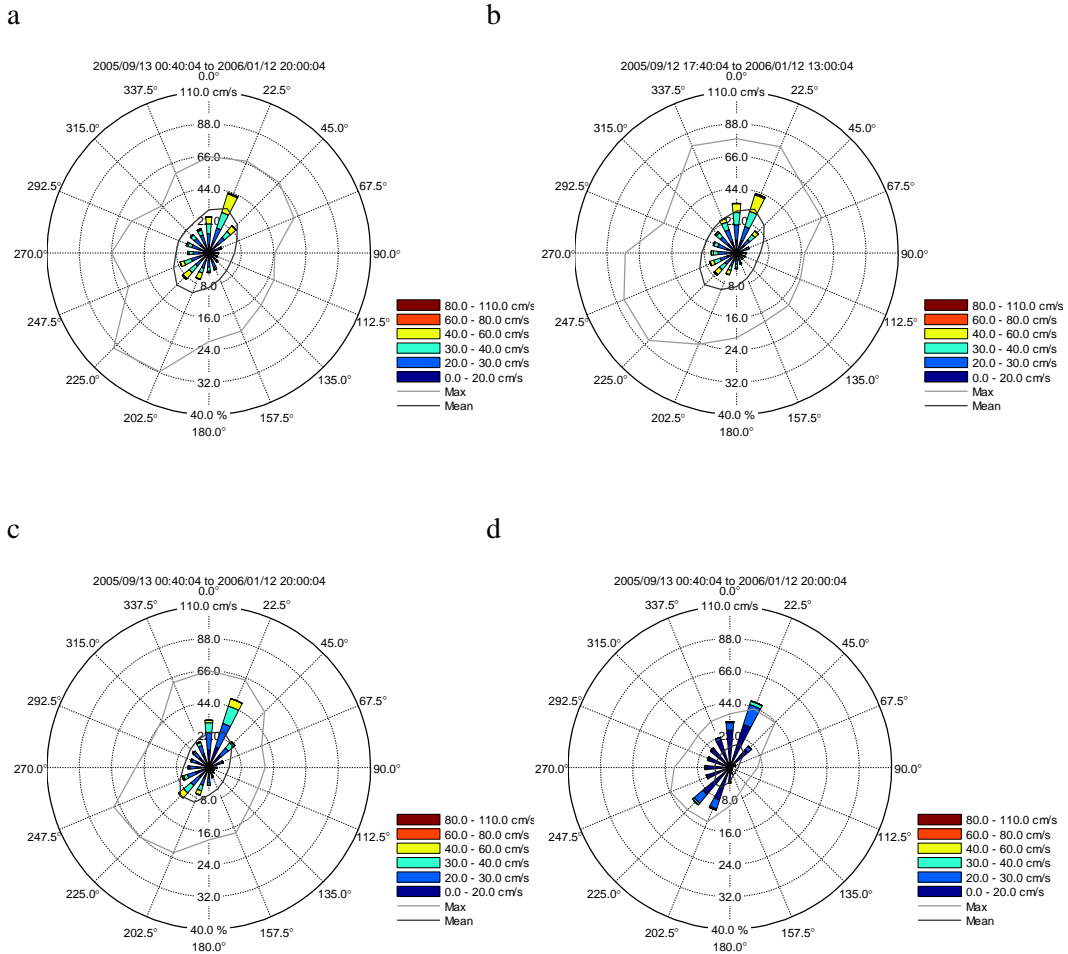 a
2005/09/13 00:40:04 to 2006/01/12 20:00:04
0.0°
337.5° 110.0 cm/s 22.5°
315.0° 88.0 45.0°
66.0
292.5° 44.0 67.5°
270.0° 90.0°
8.0
247.5° 16.0 112.5°
24.0
225.0° 32.0 135.0°
202.5° 40.0 % 157.5°
180.0°
80.0 - 110.0 cm/s
60.0 - 80.0 cm/s
40.0 - 60.0 cm/s
30.0 - 40.0 cm/s
20.0 - 30.0 cm/s
0.0 - 20.0 cm/s
Max
Mean
b
2005/09/12 17:40:04 to 2006/01/12 13:00:04
0.0°
337.5° 110.0 cm/s 22.5°
315.0° 88.0 45.0°
66.0
292.5° 44.0 67.5°
270.0° 90.0°
8.0
247.5° 16.0 112.5°
24.0
225.0° 32.0 135.0°
202.5° 40.0 % 157.5°
180.0°
80.0 - 110.0 cm/s
60.0 - 80.0 cm/s
40.0 - 60.0 cm/s
30.0 - 40.0 cm/s
20.0 - 30.0 cm/s
0.0 - 20.0 cm/s
Max
Mean
c
2005/09/13 00:40:04 to 2006/01/12 20:00:04
0.0°
337.5° 110.0 cm/s 22.5°
315.0° 88.0 45.0°
66.0
292.5° 44.0 67.5°
270.0° 90.0°
8.0
247.5° 16.0 112.5°
24.0
225.0° 32.0 135.0°
202.5° 40.0 % 157.5°
180.0°
80.0 - 110.0 cm/s
60.0 - 80.0 cm/s
40.0 - 60.0 cm/s
30.0 - 40.0 cm/s
20.0 - 30.0 cm/s
0.0 - 20.0 cm/s
Max
Mean
d
2005/09/13 00:40:04 to 2006/01/12 20:00:04
0.0°
337.5° 110.0 cm/s 22.5°
315.0° 88.0 45.0°
66.0
292.5° 44.0 67.5°
270.0° 90.0°
8.0
247.5° 16.0 112.5°
24.0
225.0° 32.0 135.0°
202.5° 40.0 % 157.5°
180.0°
80.0 - 110.0 cm/s
60.0 - 80.0 cm/s
40.0 - 60.0 cm/s
30.0 - 40.0 cm/s
20.0 - 30.0 cm/s
0.0 - 20.0 cm/s
Max
Mean